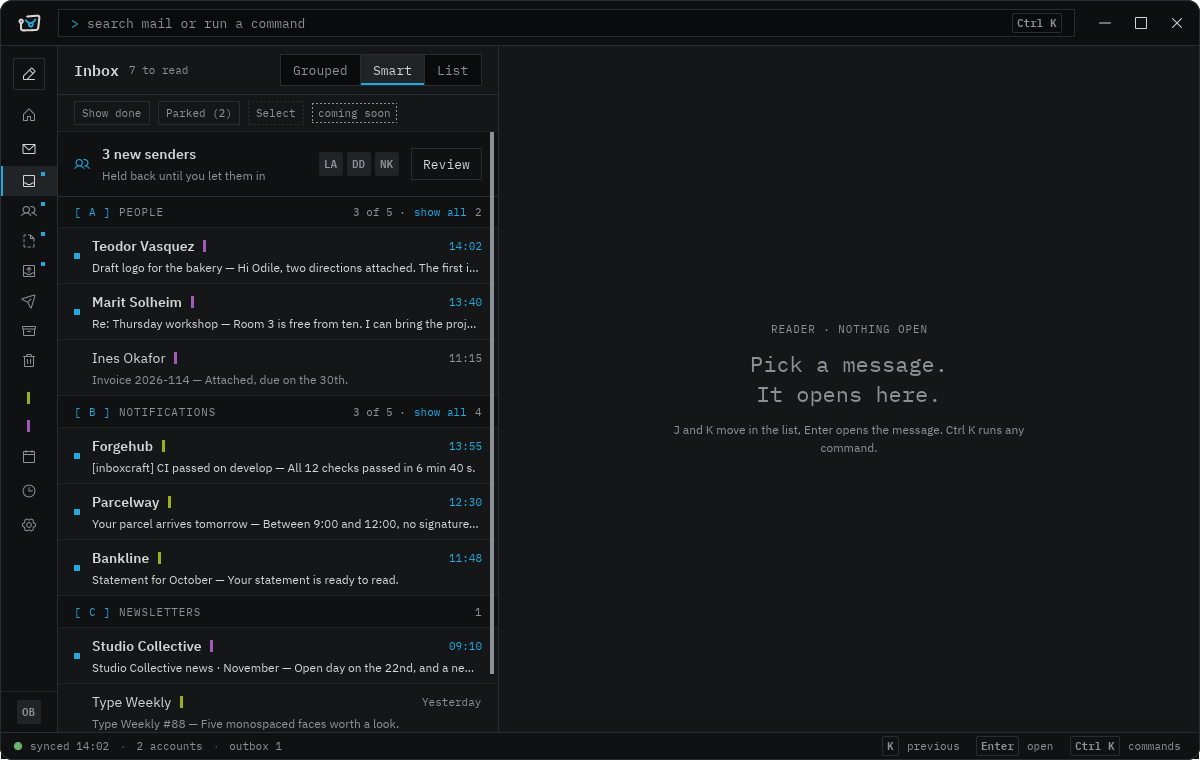 > search mail or run a command
Ctrl K
Inbox 7 to read
Grouped Smart List
Show done Parked (2) Select coming soon
3 new senders
Held back until you let them in
LA DD NK Review
[ A ] PEOPLE 3 of 5 · show all 2
Teodor Vasquez 14:02
Draft logo for the bakery — Hi Odile, two directions attached. The first i…
Marit Solheim 13:40
Re: Thursday workshop — Room 3 is free from ten. I can bring the proj…
Ines Okafor 11:15
Invoice 2026-114 — Attached, due on the 30th.
[ B ] NOTIFICATIONS 3 of 5 · show all 4
Forgehub 13:55
[inboxcraft] CI passed on develop — All 12 checks passed in 6 min 40 s.
Parcelway 12:30
Your parcel arrives tomorrow — Between 9:00 and 12:00, no signature…
Bankline 11:48
Statement for October — Your statement is ready to read.
[ C ] NEWSLETTERS 1
Studio Collective 09:10
Studio Collective news · November — Open day on the 22nd, and a ne…
Type Weekly Yesterday
Type Weekly #88 — Five monospaced faces worth a look.
READER · NOTHING OPEN
Pick a message.
It opens here.
J and K move in the list, Enter opens the message. Ctrl K runs any
command.
OB
synced 14:02 · 2 accounts · outbox 1
K previous Enter open Ctrl K commands